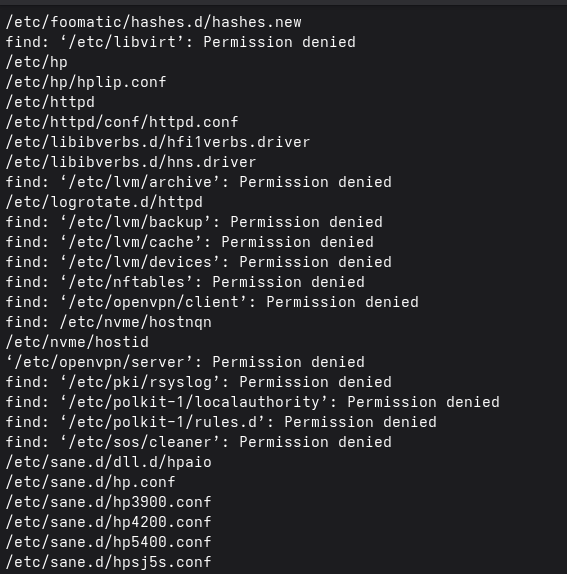 /etc/foomatic/hashes.d/hashes.new
find: ‘/etc/libvirt’: Permission denied
/etc/hp
/etc/hp/hplip.conf
/etc/httpd
/etc/httpd/conf/httpd.conf
/etc/libibverbs.d/hfi1verbs.driver
/etc/libibverbs.d/hns.driver
find: ‘/etc/lvm/archive’: Permission denied
/etc/logrotate.d/httpd
find: ‘/etc/lvm/backup’: Permission denied
find: ‘/etc/lvm/cache’: Permission denied
find: ‘/etc/lvm/devices’: Permission denied
find: ‘/etc/nftables’: Permission denied
find: ‘/etc/openvpn/client’: Permission denied
find: /etc/nvme/hostnqn
/etc/nvme/hostid
‘/etc/openvpn/server’: Permission denied
find: ‘/etc/pki/rsyslog’: Permission denied
find: ‘/etc/polkit-1/localauthority’: Permission denied
find: ‘/etc/polkit-1/rules.d’: Permission denied
find: ‘/etc/sos/cleaner’: Permission denied
/etc/sane.d/dll.d/hpaio
/etc/sane.d/hp.conf
/etc/sane.d/hp3900.conf
/etc/sane.d/hp4200.conf
/etc/sane.d/hp5400.conf
/etc/sane.d/hpsj5s.conf